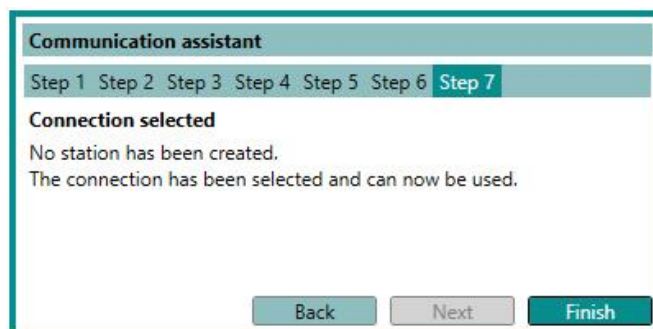 Communication assistant
Step 1 Step 2 Step 3 Step 4 Step 5 Step 6 Step 7
Connection selected
No station has been created.
The connection has been selected and can now be used.
Back Next Finish